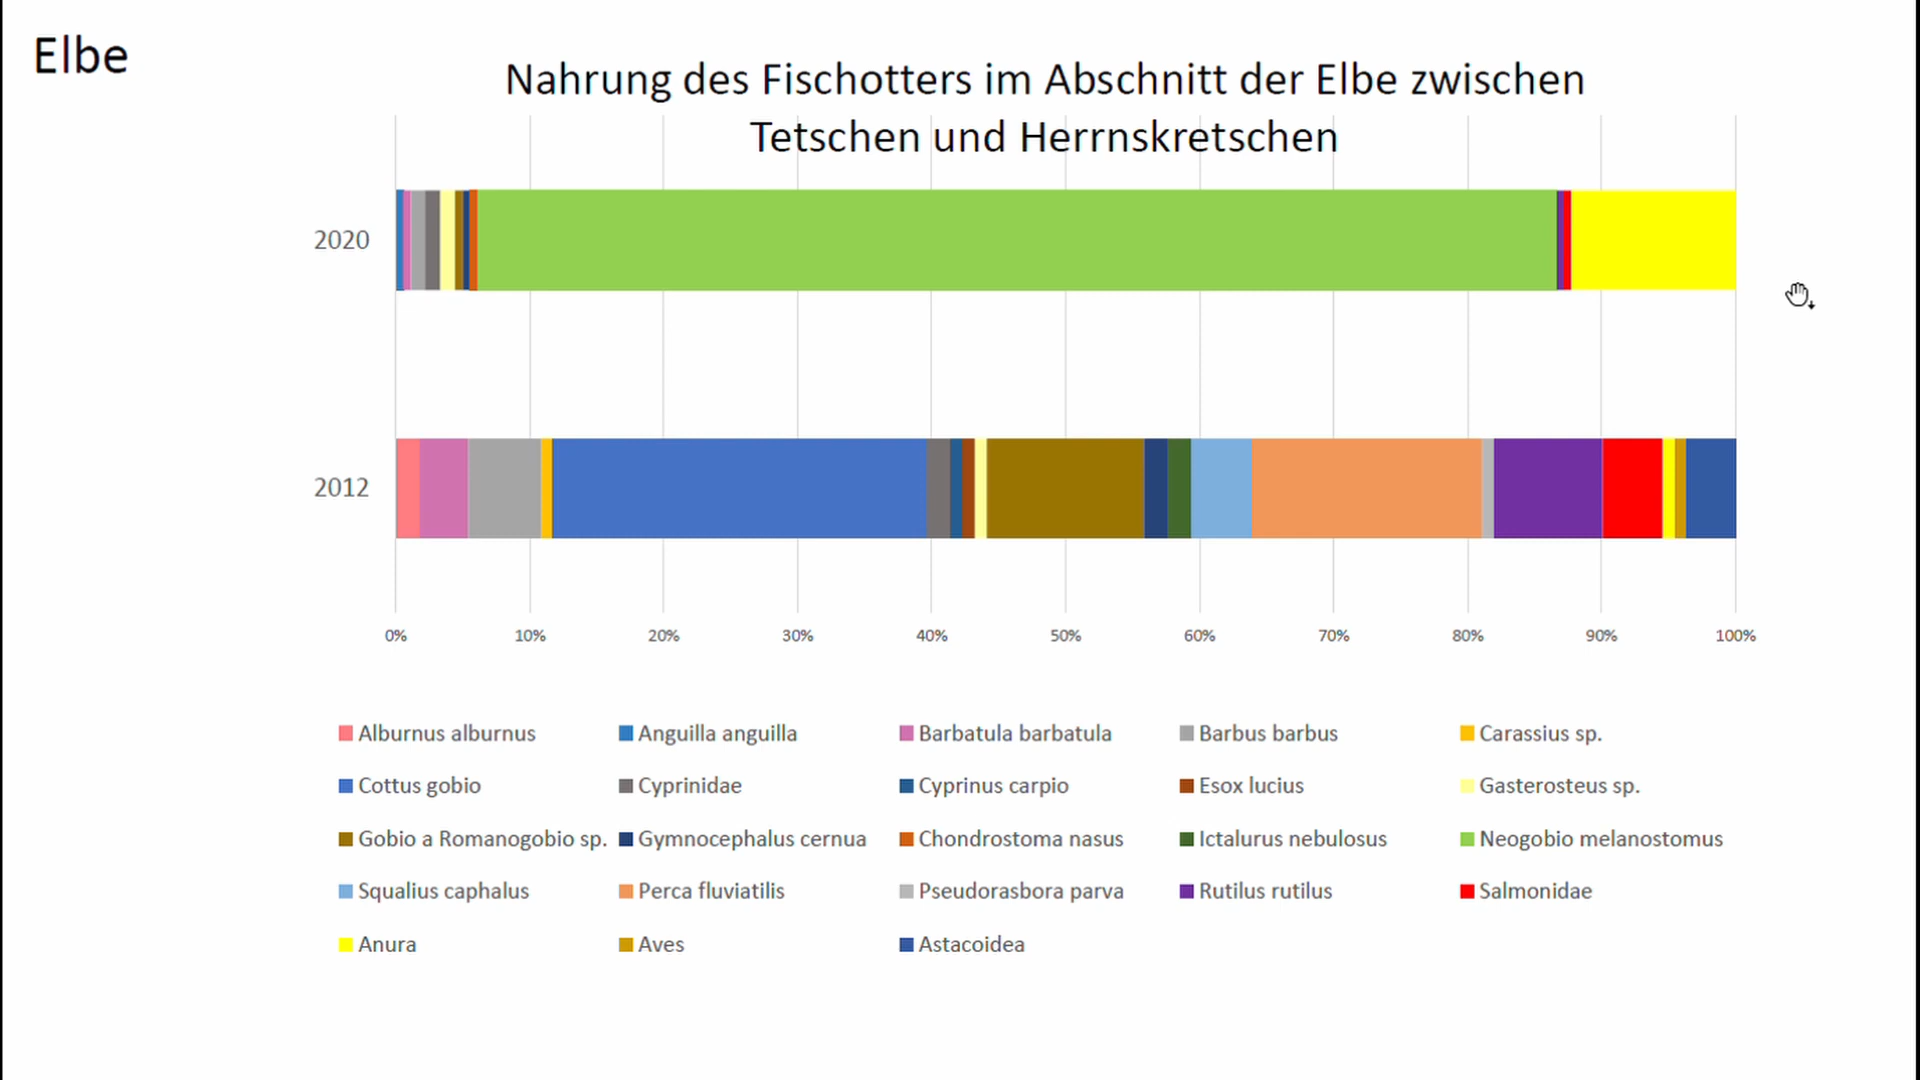 Elbe
Nahrung des Fischotters im Abschnitt der Elbe zwischen
Tetschen und Herrnskretschen
2020
2012
0% 10% 20% 30% 40% 50% 60% 70% 80% 90% 100%
Alburnus alburnus Anguilla anguilla Barbatula barbatula Barbus barbus Carassius sp.
Cottus gobio Cyprinidae Cyprinus carpio Esox lucius Gasterosteus sp.
Gobio a Romanogobio sp. Gymnocephalus cernua Chondrostoma nasus Ictalurus nebulosus Neogobio melanostomus
Squalius caphalus Perca fluviatilis Pseudorasbora parva Rutilus rutilus Salmonidae
Anura Aves Astacoidea